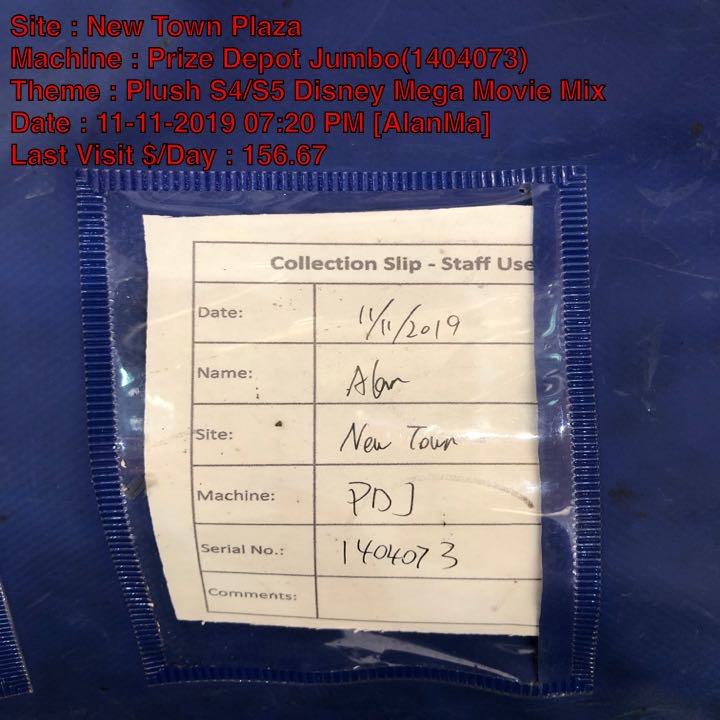 Site : New Town Plaza
Machine : Prize Depot Jumbo(1404073)
Theme : Plush S4/S5 Disney Mega Movie Mix
Date : 11-11-2019 07:20 PM [AlanMa]
Last Visit $/Day : 156.67
Collection Slip - Staff Use
Date: 11/11/2019
Name: Alan
Site: New Town
Machine: PDJ
Serial No.: 1404073
Comments: